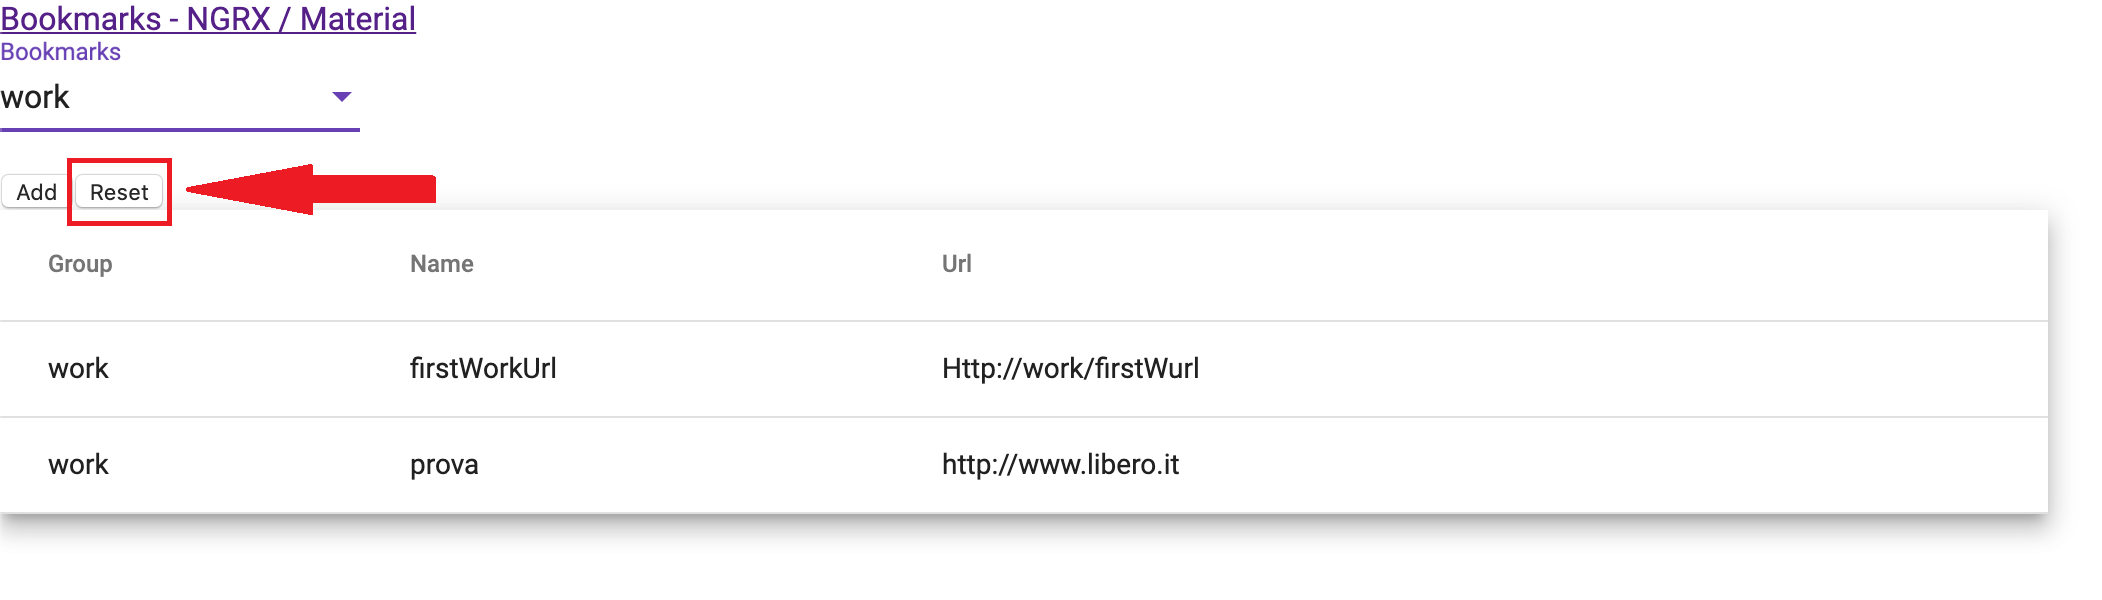 Bookmarks - NGRX / Material
Bookmarks
work
Add Reset
Group Name Url
work firstWorkUrl Http://work/firstWurl
work prova http://www.libero.it